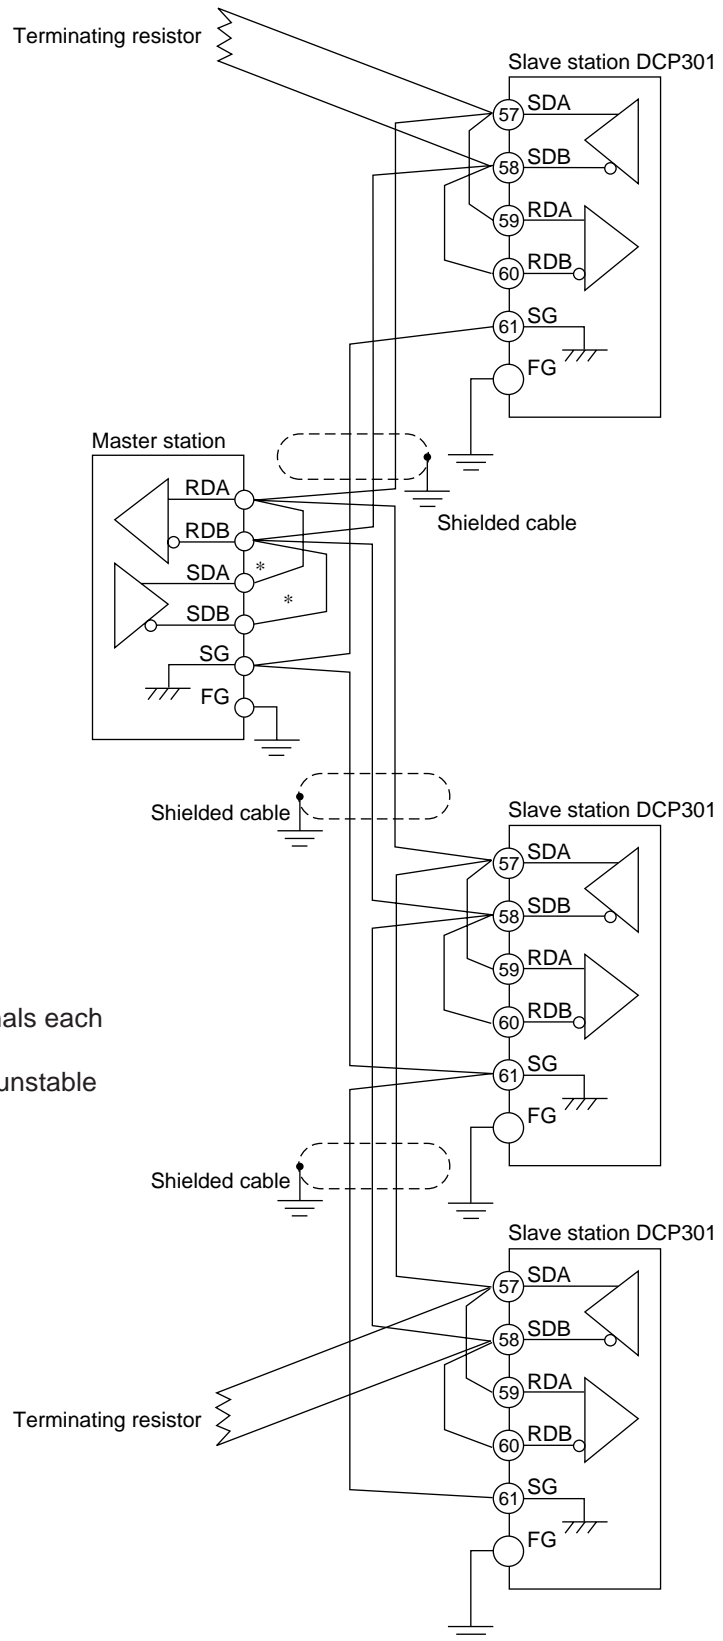 Terminating resistor
Slave station DCP301
57 SDA
58 SDB
59 RDA
60 RDB
61 SG
FG
Master station
RDA
RDB
SDA *
SDB *
SG
FG
Shielded cable
Shielded cable
Slave station DCP301
57 SDA
58 SDB
59 RDA
60 RDB
61 SG
FG
nals each
unstable
Shielded cable
Slave station DCP301
57 SDA
58 SDB
59 RDA
60 RDB
61 SG
FG
Terminating resistor